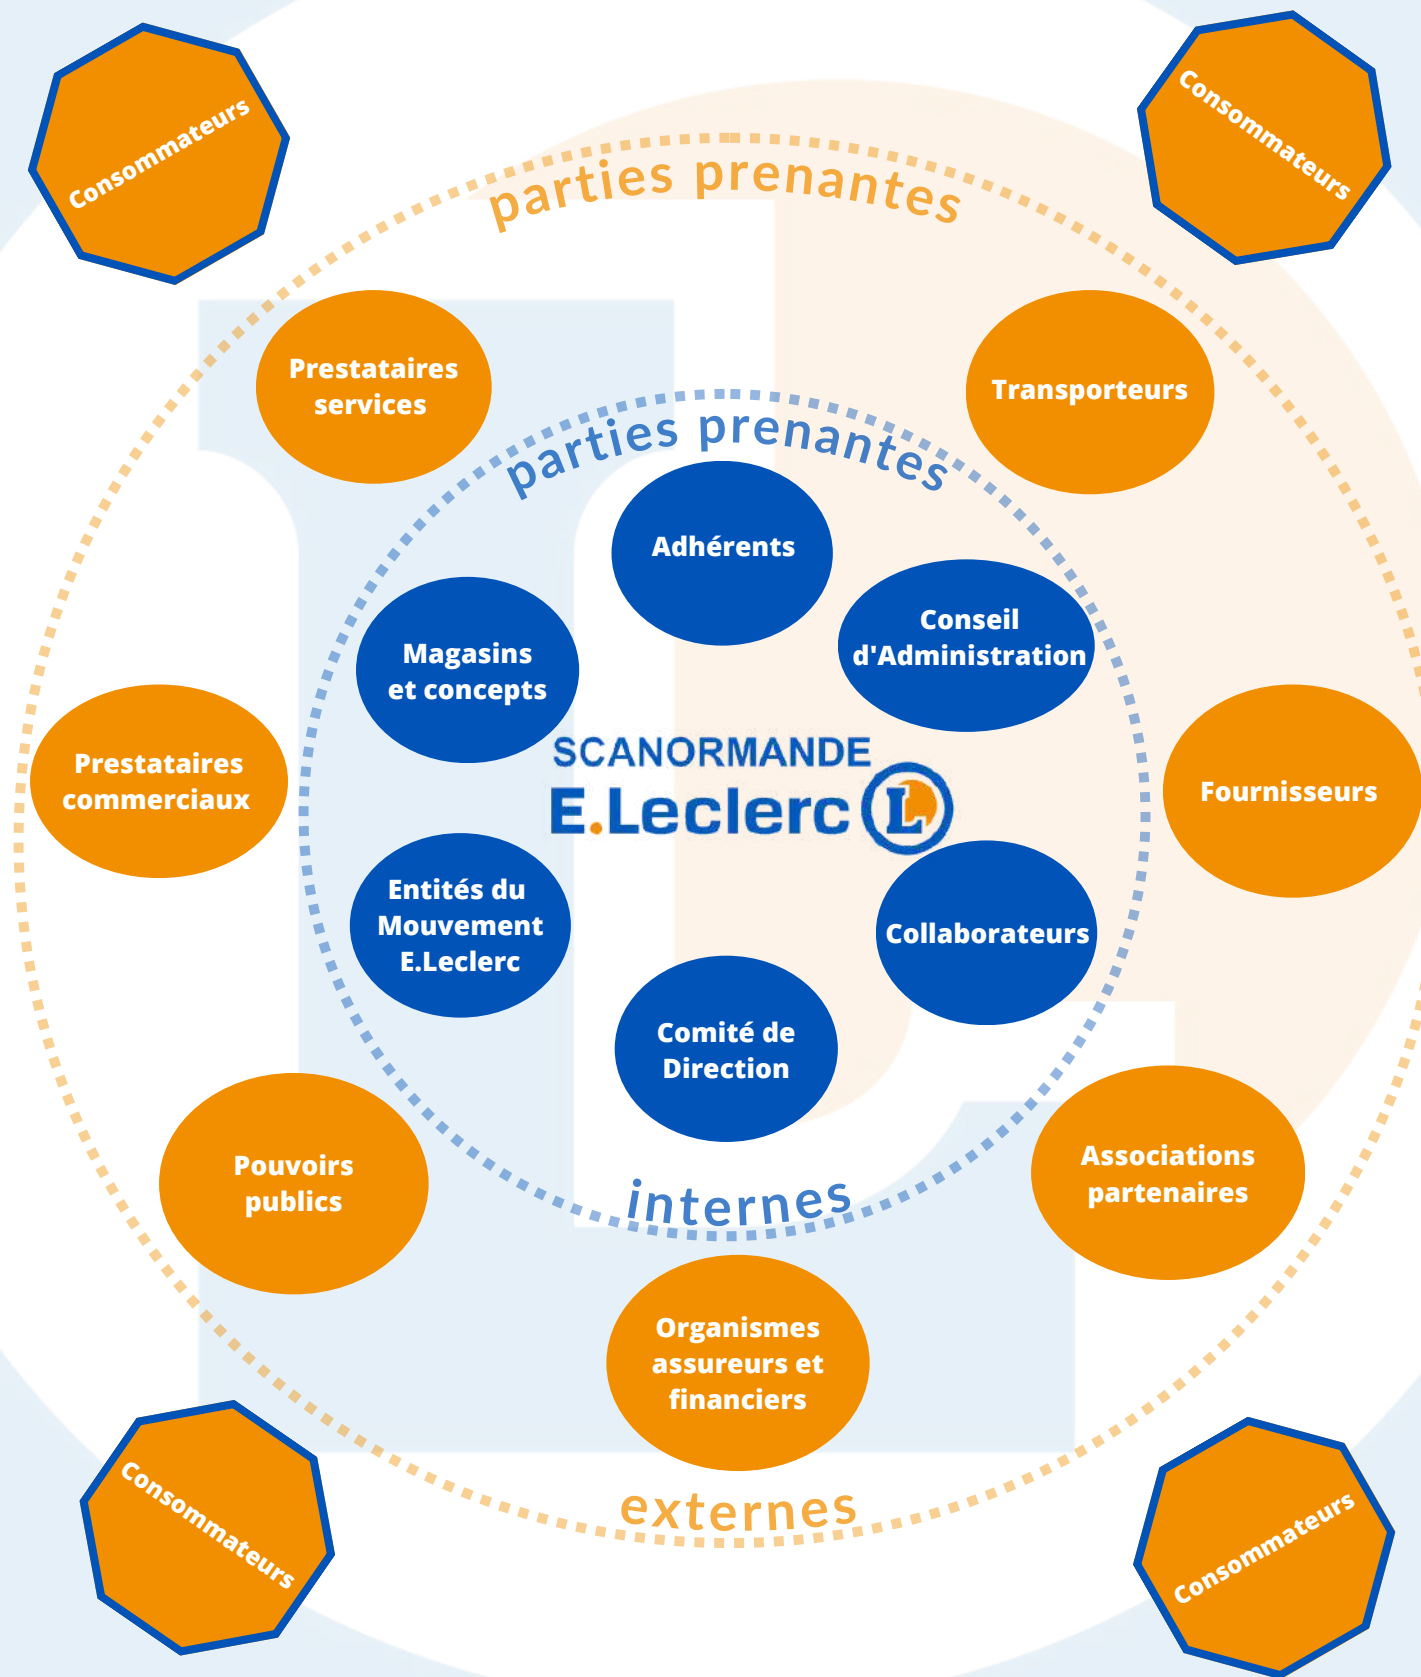 Consommateurs
Consommateurs
parties prenantes
Prestataires
services
Transporteurs
parties prenantes
Adhérents
Conseil
d'Administration
Magasins
et concepts
SCANORMANDE
E.Leclerc L
Prestataires
commerciaux
Fournisseurs
Entités du
Mouvement
E.Leclerc
Collaborateurs
Comité de
Direction
Pouvoirs
publics
Associations
partenaires
internes
Organismes
assureurs et
financiers
externes
Consommateurs
Consommateurs